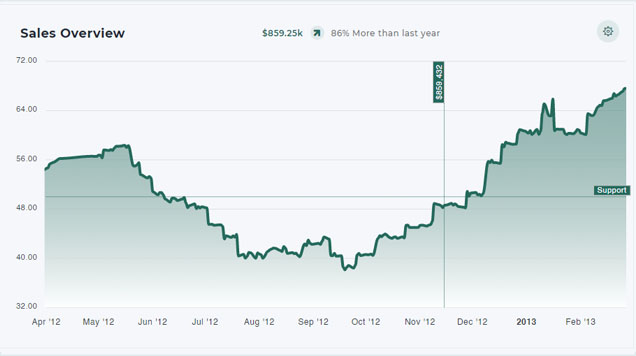 Sales Overview
$859.25k
86% More than last year
72.00
64.00
56.00
48.00
40.00
32.00
$859,432
Support
Apr '12
May '12
Jun '12
Jul '12
Aug '12
Sep '12
Oct '12
Nov '12
Dec '12
2013
Feb '13